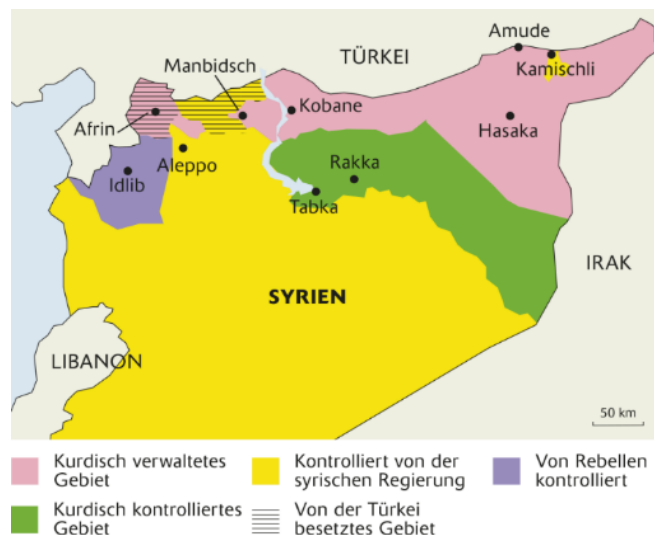 Amude
TÜRKEI
Manbidsch
Kamischli
Kobane
Afrin
Hasaka
Aleppo
Idlib
Rakka
Tabka
IRAK
SYRIEN
LIBANON
50 km
Kurdisch verwaltetes
Gebiet
Kontrolliert von der
syrischen Regierung
Von Rebellen
kontrolliert
Kurdisch kontrolliertes
Gebiet
Von der Türkei
besetztes Gebiet